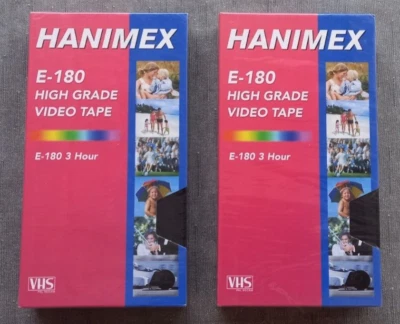 HANIMEX
E-180
HIGH GRADE
VIDEO TAPE
E-180 3 Hour
VHS
HANIMEX
E-180
HIGH GRADE
VIDEO TAPE
E-180 3 Hour
VHS